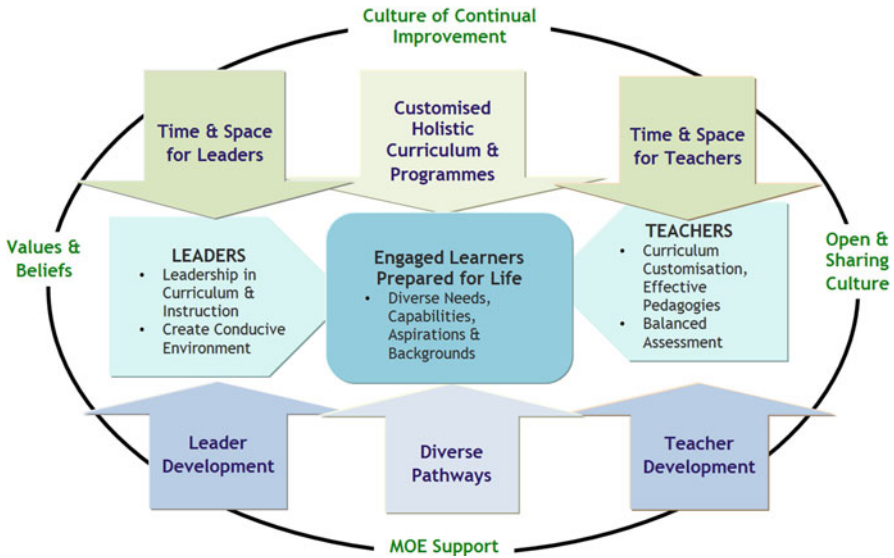 Culture of Continual
Improvement
Time & Space
for Leaders
Customised
Holistic
Curriculum &
Programmes
Time & Space
for Teachers
Values &
Beliefs
LEADERS
• Leadership in
Curriculum &
Instruction
• Create Conducive
Environment
Engaged Learners
Prepared for Life
• Diverse Needs,
Capabilities,
Aspirations &
Backgrounds
TEACHERS
• Curriculum
Customisation,
Effective
Pedagogies
• Balanced
Assessment
Open &
Sharing
Culture
Leader
Development
Diverse
Pathways
Teacher
Development
MOE Support